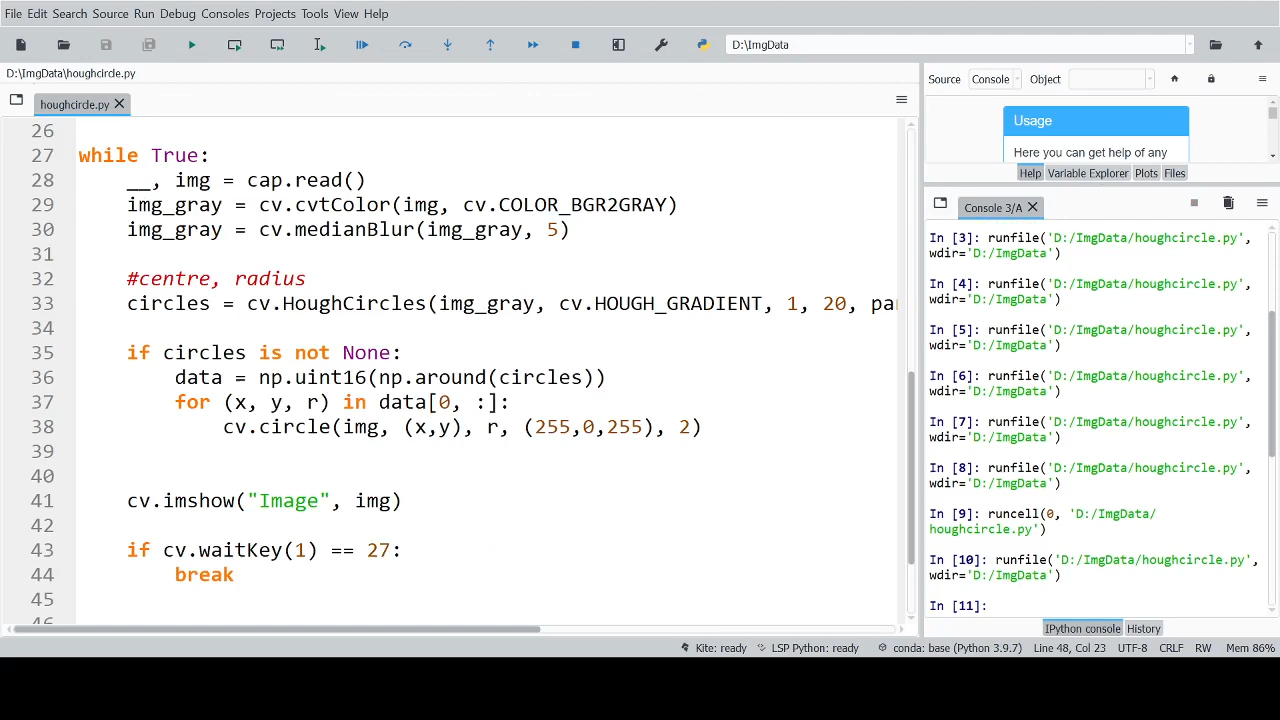 File Edit Search Source Run Debug Consoles Projects Tools View Help
D:\ImgData
D:\ImgData\houghcircle.py
houghcircle.py
26
27 while True:
28 __, img = cap.read()
29 img_gray = cv.cvtColor(img, cv.COLOR_BGR2GRAY)
30 img_gray = cv.medianBlur(img_gray, 5)
31
32 #centre, radius
33 circles = cv.HoughCircles(img_gray, cv.HOUGH_GRADIENT, 1, 20, pa
34
35 if circles is not None:
36 data = np.uint16(np.around(circles))
37 for (x, y, r) in data[0, :]:
38 cv.circle(img, (x,y), r, (255,0,255), 2)
39
40
41 cv.imshow("Image", img)
42
43 if cv.waitKey(1) == 27:
44 break
45
46
Source Console Object
Usage
Here you can get help of any
Help Variable Explorer Plots Files
Console 3/A
In [3]: runfile('D:/ImgData/houghcircle.py',
wdir='D:/ImgData')
In [4]: runfile('D:/ImgData/houghcircle.py',
wdir='D:/ImgData')
In [5]: runfile('D:/ImgData/houghcircle.py',
wdir='D:/ImgData')
In [6]: runfile('D:/ImgData/houghcircle.py',
wdir='D:/ImgData')
In [7]: runfile('D:/ImgData/houghcircle.py',
wdir='D:/ImgData')
In [8]: runfile('D:/ImgData/houghcircle.py',
wdir='D:/ImgData')
In [9]: runcell(0, 'D:/ImgData/
houghcircle.py')
In [10]: runfile('D:/ImgData/houghcircle.py',
wdir='D:/ImgData')
In [11]:
IPython console History
Kite: ready LSP Python: ready conda: base (Python 3.9.7) Line 48, Col 23 UTF-8 CRLF RW Mem 86%